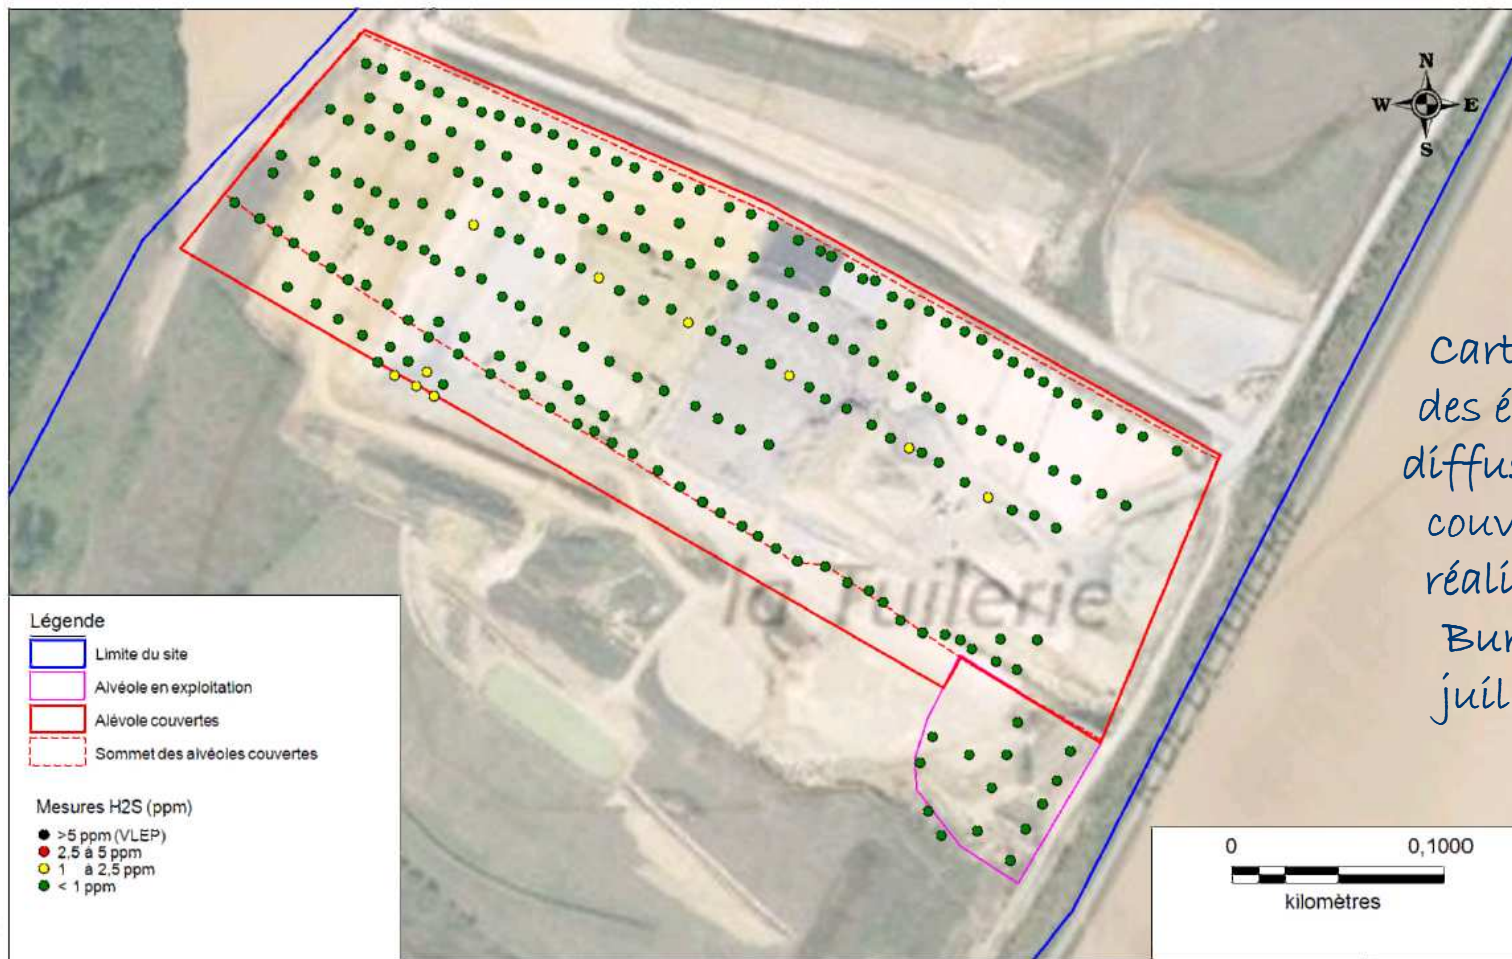 N
W E
S
la Tuilerie
Légende
Limite du site
Alvéole en exploitation
Alévole couvertes
Sommet des alvéoles couvertes
Mesures H2S (ppm)
>5 ppm (VLEP)
2,5 à 5 ppm
1 à 2,5 ppm
< 1 ppm
0 0,1000
kilomètres
Cart
des é
diffus
couv
réali
Bur
juil